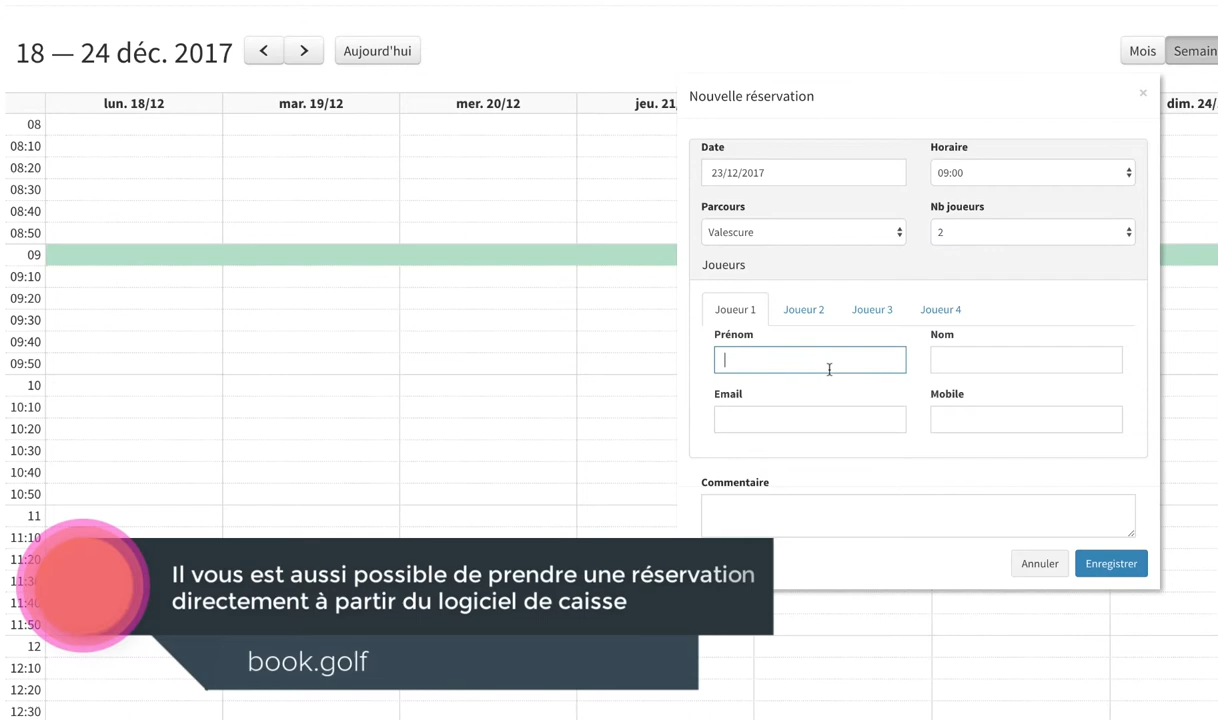 18 — 24 déc. 2017
Aujourd'hui
Mois
Semain
lun. 18/12
mar. 19/12
mer. 20/12
jeu. 21/
dim. 24/
08
08:10
08:20
08:30
08:40
08:50
09
09:10
09:20
09:30
09:40
09:50
10
10:10
10:20
10:30
10:40
10:50
11
11:10
11:20
11:3
11:4
11:50
12
12:10
12:20
12:30
Nouvelle réservation
×
Date
Horaire
23/12/2017
09:00
Parcours
Nb joueurs
Valescure
2
Joueurs
Joueur 1
Joueur 2
Joueur 3
Joueur 4
Prénom
Nom
Email
Mobile
Commentaire
Annuler
Enregistrer
Il vous est aussi possible de prendre une réservation
directement à partir du logiciel de caisse
book.golf